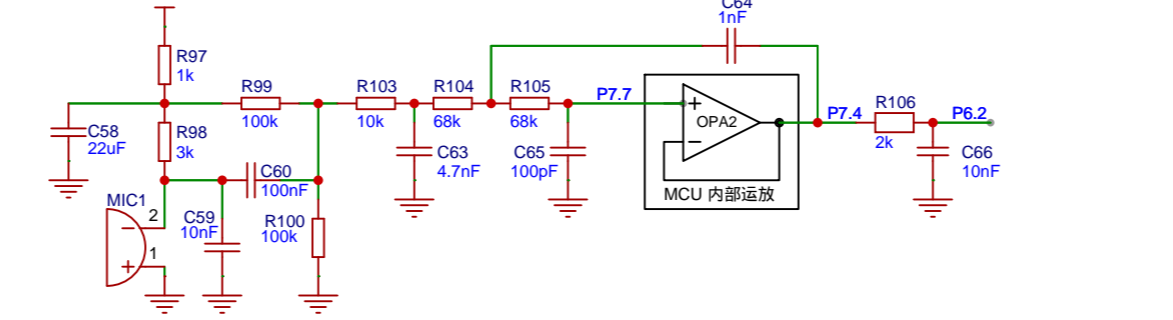 C64
1nF
R97
1k
R99
100k
R103
10k
R104
68k
R105
68k
P7.7
+
OPA2
−
MCU 内部运放
P7.4
R106
2k
P6.2
C58
22uF
R98
3k
C60
100nF
C63
4.7nF
C65
100pF
C66
10nF
MIC1
2
−
1
+
C59
10nF
R100
100k